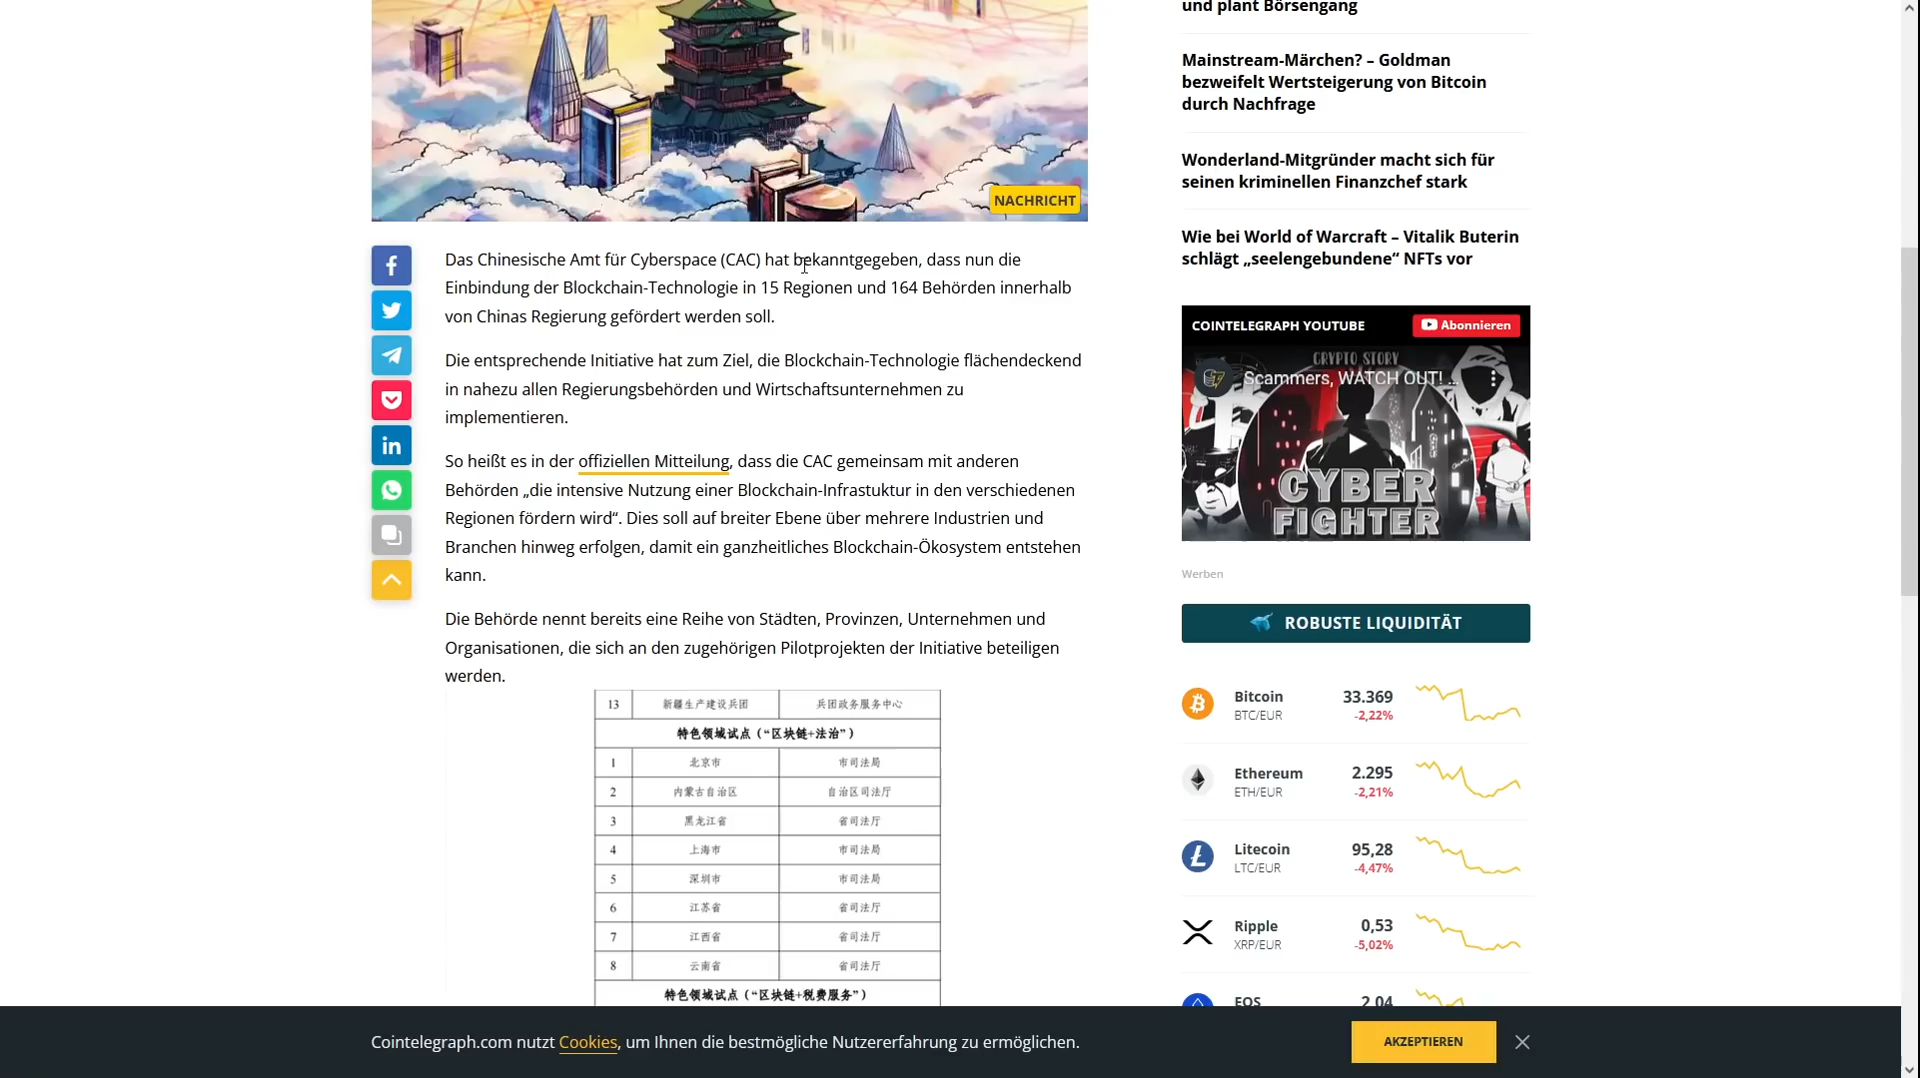 NACHRICHT
Das Chinesische Amt für Cyberspace (CAC) hat bekanntgegeben, dass nun die
Einbindung der Blockchain-Technologie in 15 Regionen und 164 Behörden innerhalb
von Chinas Regierung gefördert werden soll.
Die entsprechende Initiative hat zum Ziel, die Blockchain-Technologie flächendeckend
in nahezu allen Regierungsbehörden und Wirtschaftsunternehmen zu
implementieren.
So heißt es in der offiziellen Mitteilung, dass die CAC gemeinsam mit anderen
Behörden „die intensive Nutzung einer Blockchain-Infrastuktur in den verschiedenen
Regionen fördern wird“. Dies soll auf breiter Ebene über mehrere Industrien und
Branchen hinweg erfolgen, damit ein ganzheitliches Blockchain-Ökosystem entstehen
kann.
Die Behörde nennt bereits eine Reihe von Städten, Provinzen, Unternehmen und
Organisationen, die sich an den zugehörigen Pilotprojekten der Initiative beteiligen
werden.
13 新疆生产建设兵团 兵团政务服务中心
特色领域试点（“区块链+法治”）
1 北京市 市司法局
2 内蒙古自治区 自治区司法厅
3 黑龙江省 省司法厅
4 上海市 市司法局
5 深圳市 市司法局
6 江苏省 省司法厅
7 江西省 省司法厅
8 云南省 省司法厅
特色领域试点（“区块链+税费服务”）
und plant Börsengang
Mainstream-Märchen? – Goldman
bezweifelt Wertsteigerung von Bitcoin
durch Nachfrage
Wonderland-Mitgründer macht sich für
seinen kriminellen Finanzchef stark
Wie bei World of Warcraft – Vitalik Buterin
schlägt „seelengebundene“ NFTs vor
COINTELEGRAPH YOUTUBE Abonnieren
CRYPTO STORY
Scammers, WATCH OUT! ...
CYBER
FIGHTER
Werben
ROBUSTE LIQUIDITÄT
Bitcoin 33.369
BTC/EUR -2,22%
Ethereum 2.295
ETH/EUR -2,21%
Litecoin 95,28
LTC/EUR -4,47%
Ripple 0,53
XRP/EUR -5,02%
EOS 2,04
Cointelegraph.com nutzt Cookies, um Ihnen die bestmögliche Nutzererfahrung zu ermöglichen.
AKZEPTIEREN